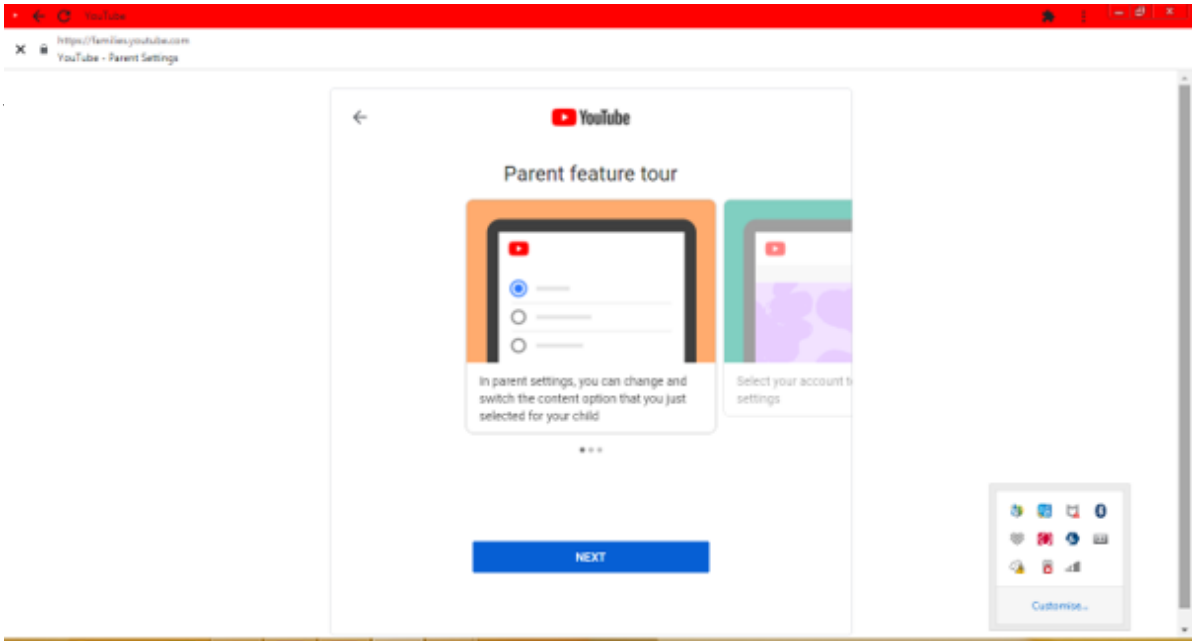 YouTube
https://families.youtube.com
YouTube - Parent Settings
YouTube
Parent feature tour
In parent settings, you can change and
switch the content option that you just
selected for your child
Select your account
settings
NEXT
Customise...